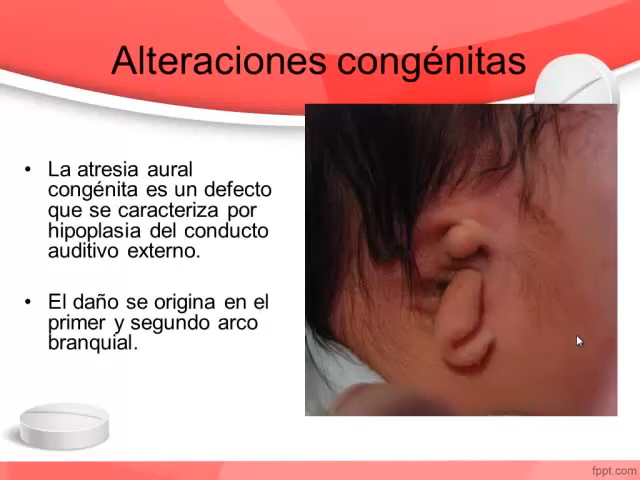 Alteraciones congénitas
• La atresia aural
congénita es un defecto
que se caracteriza por
hipoplasia del conducto
auditivo externo.
• El daño se origina en el
primer y segundo arco
branquial.
fppt.com